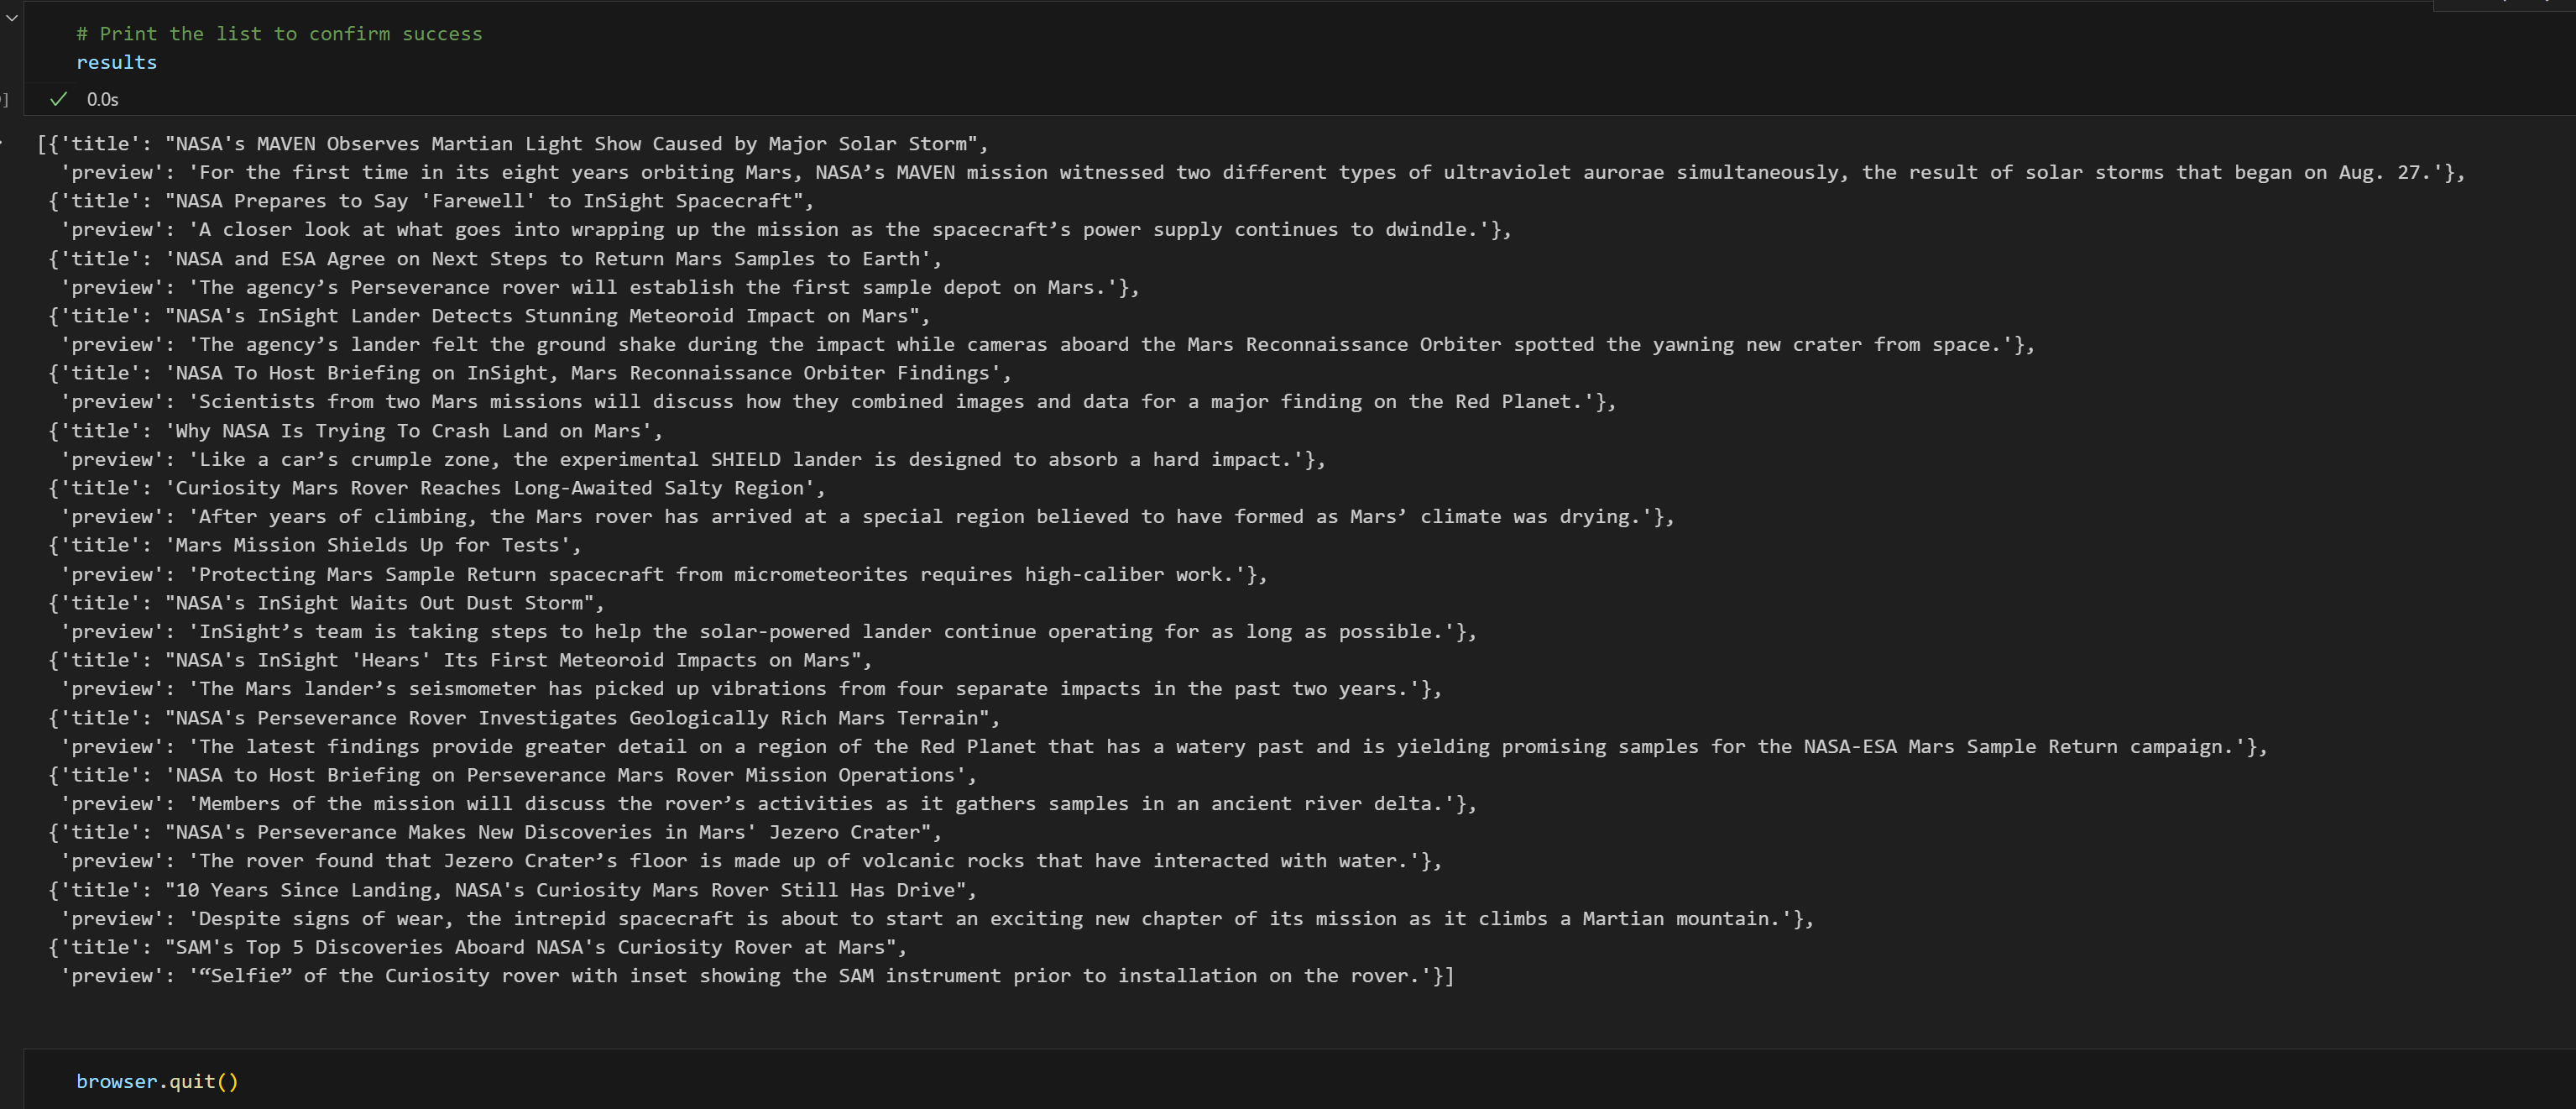 # Print the list to confirm success
results
0.0s
[{'title': "NASA's MAVEN Observes Martian Light Show Caused by Major Solar Storm",
'preview': 'For the first time in its eight years orbiting Mars, NASA’s MAVEN mission witnessed two different types of ultraviolet aurorae simultaneously, the result of solar storms that began on Aug. 27.'},
{'title': "NASA Prepares to Say 'Farewell' to InSight Spacecraft",
'preview': 'A closer look at what goes into wrapping up the mission as the spacecraft’s power supply continues to dwindle.'},
{'title': 'NASA and ESA Agree on Next Steps to Return Mars Samples to Earth',
'preview': 'The agency’s Perseverance rover will establish the first sample depot on Mars.'},
{'title': "NASA's InSight Lander Detects Stunning Meteoroid Impact on Mars",
'preview': 'The agency’s lander felt the ground shake during the impact while cameras aboard the Mars Reconnaissance Orbiter spotted the yawning new crater from space.'},
{'title': 'NASA To Host Briefing on InSight, Mars Reconnaissance Orbiter Findings',
'preview': 'Scientists from two Mars missions will discuss how they combined images and data for a major finding on the Red Planet.'},
{'title': 'Why NASA Is Trying To Crash Land on Mars',
'preview': 'Like a car’s crumple zone, the experimental SHIELD lander is designed to absorb a hard impact.'},
{'title': 'Curiosity Mars Rover Reaches Long-Awaited Salty Region',
'preview': 'After years of climbing, the Mars rover has arrived at a special region believed to have formed as Mars’ climate was drying.'},
{'title': 'Mars Mission Shields Up for Tests',
'preview': 'Protecting Mars Sample Return spacecraft from micrometeorites requires high-caliber work.'},
{'title': "NASA's InSight Waits Out Dust Storm",
'preview': 'InSight’s team is taking steps to help the solar-powered lander continue operating for as long as possible.'},
{'title': "NASA's InSight 'Hears' Its First Meteoroid Impacts on Mars",
'preview': 'The Mars lander’s seismometer has picked up vibrations from four separate impacts in the past two years.'},
{'title': "NASA's Perseverance Rover Investigates Geologically Rich Mars Terrain",
'preview': 'The latest findings provide greater detail on a region of the Red Planet that has a watery past and is yielding promising samples for the NASA-ESA Mars Sample Return campaign.'},
{'title': 'NASA to Host Briefing on Perseverance Mars Rover Mission Operations',
'preview': 'Members of the mission will discuss the rover’s activities as it gathers samples in an ancient river delta.'},
{'title': "NASA's Perseverance Makes New Discoveries in Mars' Jezero Crater",
'preview': 'The rover found that Jezero Crater’s floor is made up of volcanic rocks that have interacted with water.'},
{'title': "10 Years Since Landing, NASA's Curiosity Mars Rover Still Has Drive",
'preview': 'Despite signs of wear, the intrepid spacecraft is about to start an exciting new chapter of its mission as it climbs a Martian mountain.'},
{'title': "SAM's Top 5 Discoveries Aboard NASA's Curiosity Rover at Mars",
'preview': '“Selfie” of the Curiosity rover with inset showing the SAM instrument prior to installation on the rover.'}]
browser.quit()